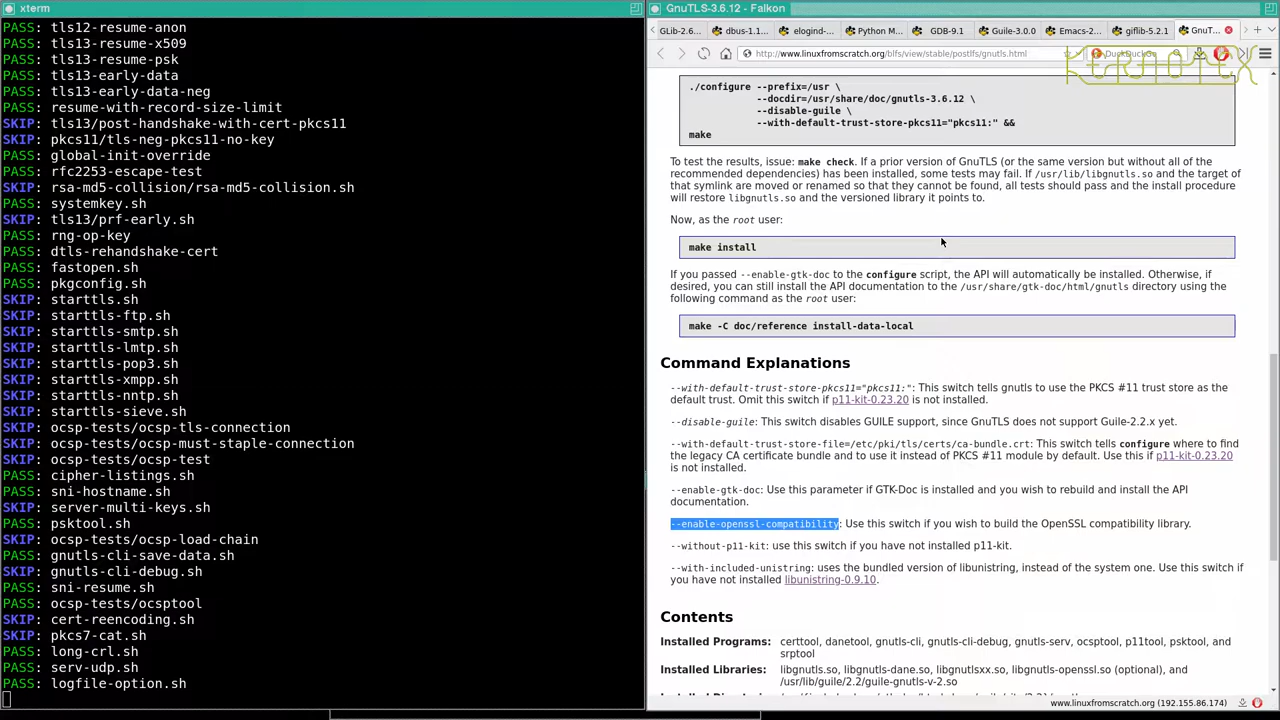 xterm
PASS: tls12-resume-anon
PASS: tls13-resume-x509
PASS: tls13-resume-psk
PASS: tls13-early-data
PASS: tls13-early-data-neg
PASS: resume-with-record-size-limit
SKIP: tls13/post-handshake-with-cert-pkcs11
SKIP: pkcs11/tls-neg-pkcs11-no-key
PASS: global-init-override
PASS: rfc2253-escape-test
SKIP: rsa-md5-collision/rsa-md5-collision.sh
PASS: systemkey.sh
SKIP: tls13/prf-early.sh
PASS: rng-op-key
PASS: dtls-rehandshake-cert
PASS: fastopen.sh
PASS: pkgconfig.sh
SKIP: starttls.sh
SKIP: starttls-ftp.sh
SKIP: starttls-smtp.sh
SKIP: starttls-lmtp.sh
SKIP: starttls-pop3.sh
SKIP: starttls-xmpp.sh
SKIP: starttls-nntp.sh
SKIP: starttls-sieve.sh
SKIP: ocsp-tests/ocsp-tls-connection
SKIP: ocsp-tests/ocsp-must-staple-connection
SKIP: ocsp-tests/ocsp-test
PASS: cipher-listings.sh
PASS: sni-hostname.sh
SKIP: server-multi-keys.sh
PASS: psktool.sh
SKIP: ocsp-tests/ocsp-load-chain
PASS: gnutls-cli-save-data.sh
SKIP: gnutls-cli-debug.sh
PASS: sni-resume.sh
PASS: ocsp-tests/ocsptool
SKIP: cert-reencoding.sh
SKIP: pkcs7-cat.sh
PASS: long-crl.sh
PASS: serv-udp.sh
PASS: logfile-option.sh
GnuTLS-3.6.12 - Falkon
GLib-2.6... dbus-1.1... elogind-... Python M... GDB-9.1 Guile-3.0.0 Emacs-2... giflib-5.2.1 GnuT...
http://www.linuxfromscratch.org/blfs/view/stable/postlfs/gnutls.html DuckDuckGo
KERNOTEX
./configure --prefix=/usr \
--docdir=/usr/share/doc/gnutls-3.6.12 \
--disable-guile \
--with-default-trust-store-pkcs11="pkcs11:" &&
make
To test the results, issue: make check. If a prior version of GnuTLS (or the same version but without all of the
recommended dependencies) has been installed, some tests may fail. If /usr/lib/libgnutls.so and the target of
that symlink are moved or renamed so that they cannot be found, all tests should pass and the install procedure
will restore libgnutls.so and the versioned library it points to.
Now, as the root user:
make install
If you passed --enable-gtk-doc to the configure script, the API will automatically be installed. Otherwise, if
desired, you can still install the API documentation to the /usr/share/gtk-doc/html/gnutls directory using the
following command as the root user:
make -C doc/reference install-data-local
Command Explanations
--with-default-trust-store-pkcs11="pkcs11:": This switch tells gnutls to use the PKCS #11 trust store as the
default trust. Omit this switch if p11-kit-0.23.20 is not installed.
--disable-guile: This switch disables GUILE support, since GnuTLS does not support Guile-2.2.x yet.
--with-default-trust-store-file=/etc/pki/tls/certs/ca-bundle.crt: This switch tells configure where to find
the legacy CA certificate bundle and to use it instead of PKCS #11 module by default. Use this if p11-kit-0.23.20
is not installed.
--enable-gtk-doc: Use this parameter if GTK-Doc is installed and you wish to rebuild and install the API
documentation.
--enable-openssl-compatibility: Use this switch if you wish to build the OpenSSL compatibility library.
--without-p11-kit: use this switch if you have not installed p11-kit.
--with-included-unistring: uses the bundled version of libunistring, instead of the system one. Use this switch if
you have not installed libunistring-0.9.10.
Contents
Installed Programs: certtool, danetool, gnutls-cli, gnutls-cli-debug, gnutls-serv, ocsptool, p11tool, psktool, and
srptool
Installed Libraries: libgnutls.so, libgnutls-dane.so, libgnutlsxx.so, libgnutls-openssl.so (optional), and
/usr/lib/guile/2.2/guile-gnutls-v-2.so
www.linuxfromscratch.org (192.155.86.174)